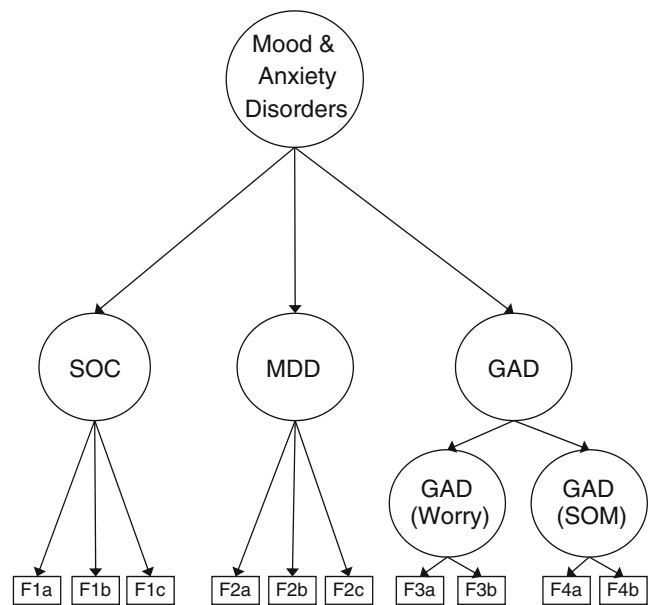 Mood &
Anxiety
Disorders
SOC
MDD
GAD
GAD
(Worry)
GAD
(SOM)
F1a
F1b
F1c
F2a
F2b
F2c
F3a
F3b
F4a
F4b